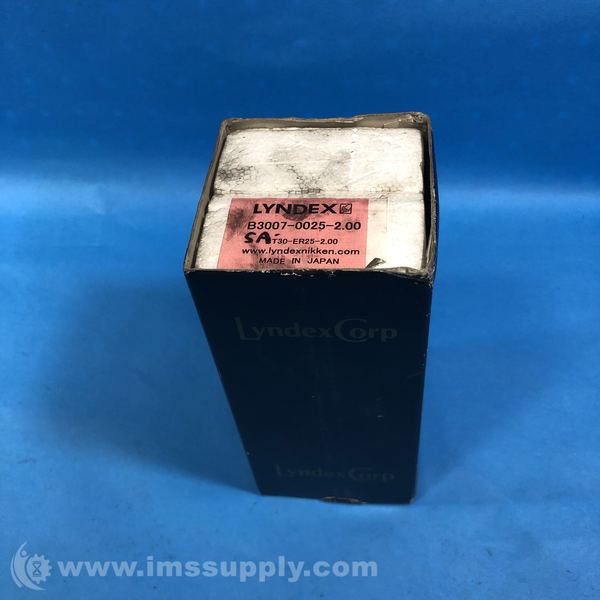 LYNDEX
B3007-0025-2.00
SA-
T30-ER25-2.00
www.lyndexnikken.com
MADE IN JAPAN
LyndexCorp
LyndexCorp
www.imssupply.com